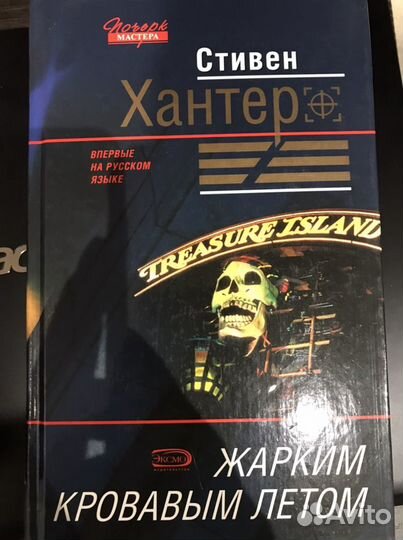 Почерк
МАСТЕРА
Стивен
Хантер
ВПЕРВЫЕ
НА РУССКОМ
ЯЗЫКЕ
TREASURE ISLAND
ЭКСМО
ЖАРКИМ
КРОВАВЫМ ЛЕТОМ
Avito